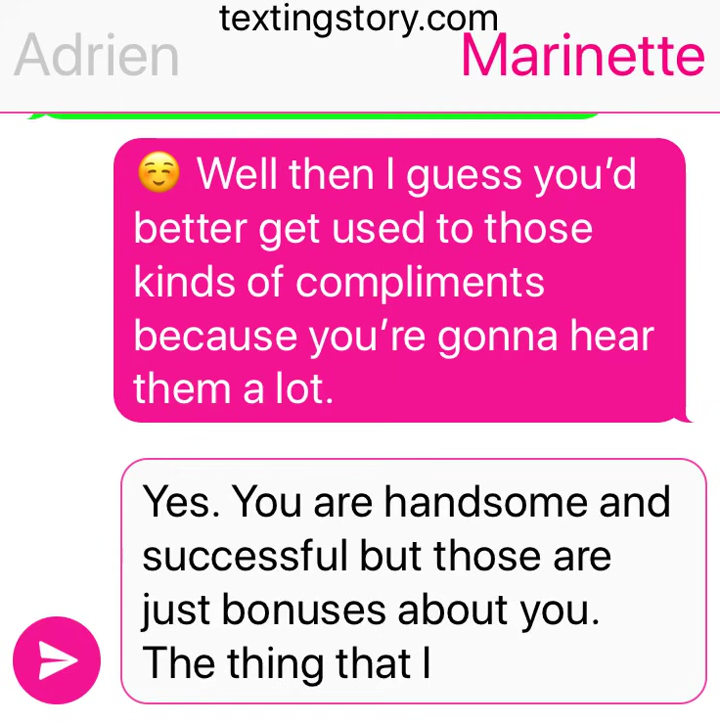 textingstory.com
Adrien Marinette
☺️ Well then I guess you’d
better get used to those
kinds of compliments
because you’re gonna hear
them a lot.
Yes. You are handsome and
successful but those are
just bonuses about you.
The thing that I